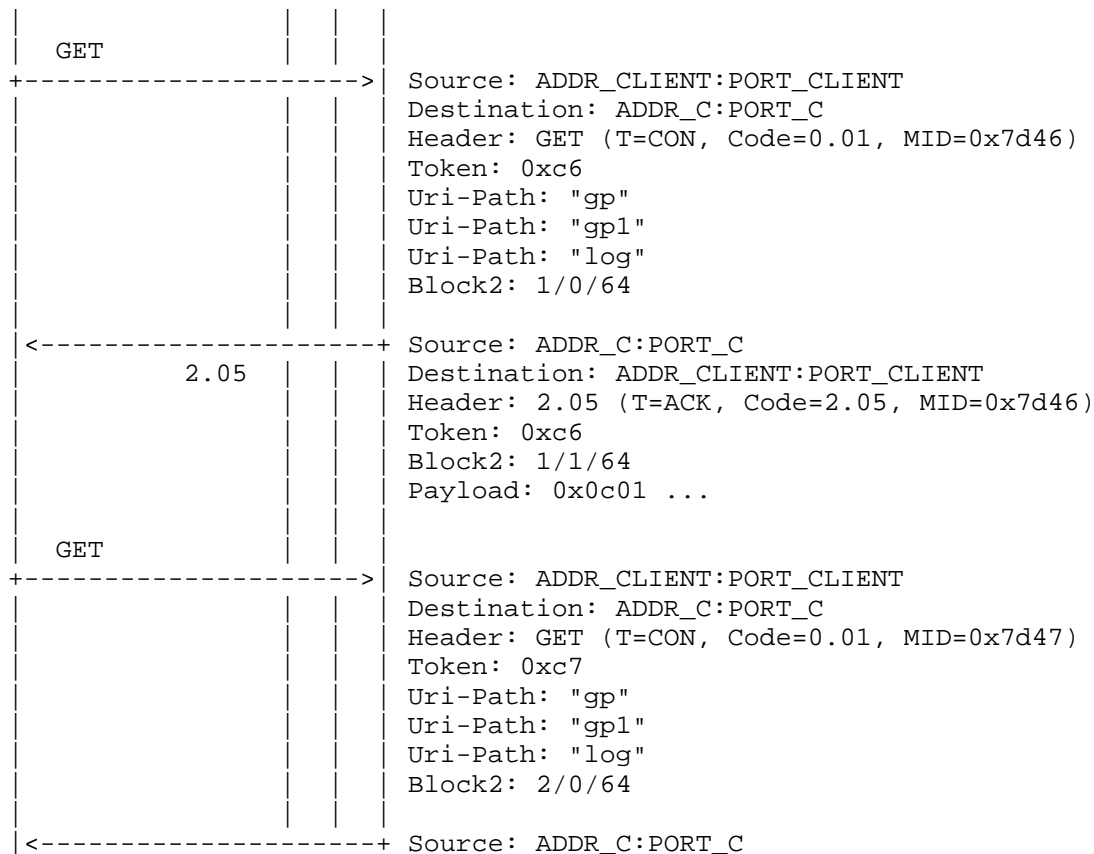 GET
Source: ADDR_CLIENT:PORT_CLIENT
Destination: ADDR_C:PORT_C
Header: GET (T=CON, Code=0.01, MID=0x7d46)
Token: 0xc6
Uri-Path: "gp"
Uri-Path: "gp1"
Uri-Path: "log"
Block2: 1/0/64
Source: ADDR_C:PORT_C
2.05 Destination: ADDR_CLIENT:PORT_CLIENT
Header: 2.05 (T=ACK, Code=2.05, MID=0x7d46)
Token: 0xc6
Block2: 1/1/64
Payload: 0x0c01 ...
GET
Source: ADDR_CLIENT:PORT_CLIENT
Destination: ADDR_C:PORT_C
Header: GET (T=CON, Code=0.01, MID=0x7d47)
Token: 0xc7
Uri-Path: "gp"
Uri-Path: "gp1"
Uri-Path: "log"
Block2: 2/0/64
Source: ADDR_C:PORT_C